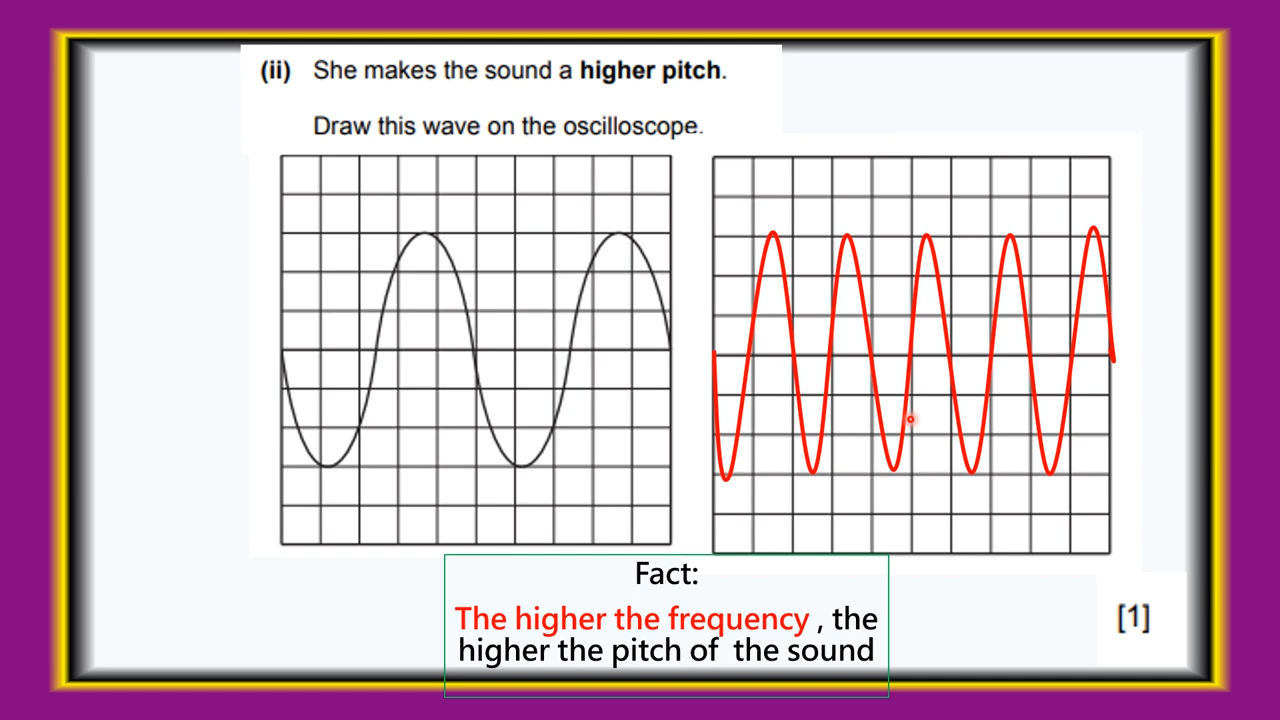 (ii) She makes the sound a higher pitch.
Draw this wave on the oscilloscope.
Fact:
The higher the frequency , the
higher the pitch of the sound
[1]